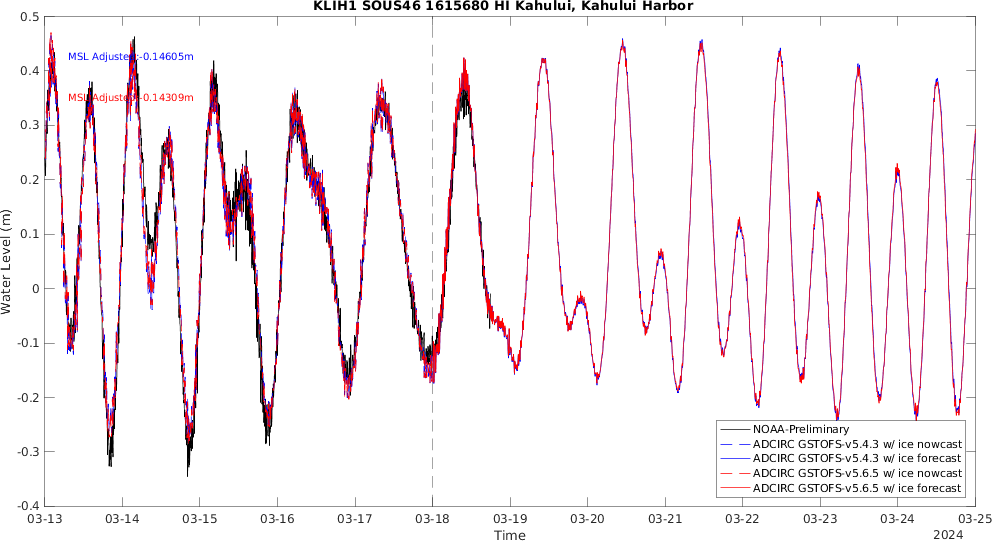 KLIH1 SOUS46 1615680 HI Kahului, Kahului Harbor
Water Level (m)
0.5
0.4
0.3
0.2
0.1
0
-0.1
-0.2
-0.3
-0.4
MSL Adjusted:-0.14605m
MSL Adjusted:-0.14309m
NOAA-Preliminary
ADCIRC GSTOFS-v5.4.3 w/ ice nowcast
ADCIRC GSTOFS-v5.4.3 w/ ice forecast
ADCIRC GSTOFS-v5.6.5 w/ ice nowcast
ADCIRC GSTOFS-v5.6.5 w/ ice forecast
03-13 03-14 03-15 03-16 03-17 03-18 03-19 03-20 03-21 03-22 03-23 03-24 03-25
Time
2024